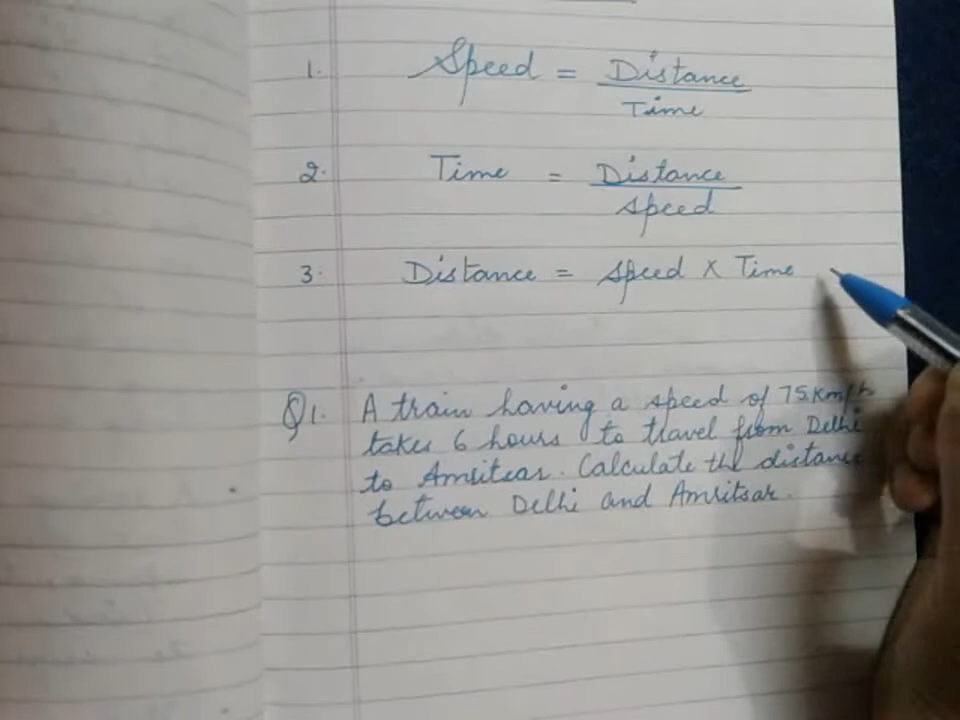 1. Speed = Distance
Time
2. Time = Distance
Speed
3. Distance = Speed X Time
Q1. A train having a speed of 75 Km/h
takes 6 hours to travel from Delhi
to Amritsar. Calculate the distance
between Delhi and Amritsar.